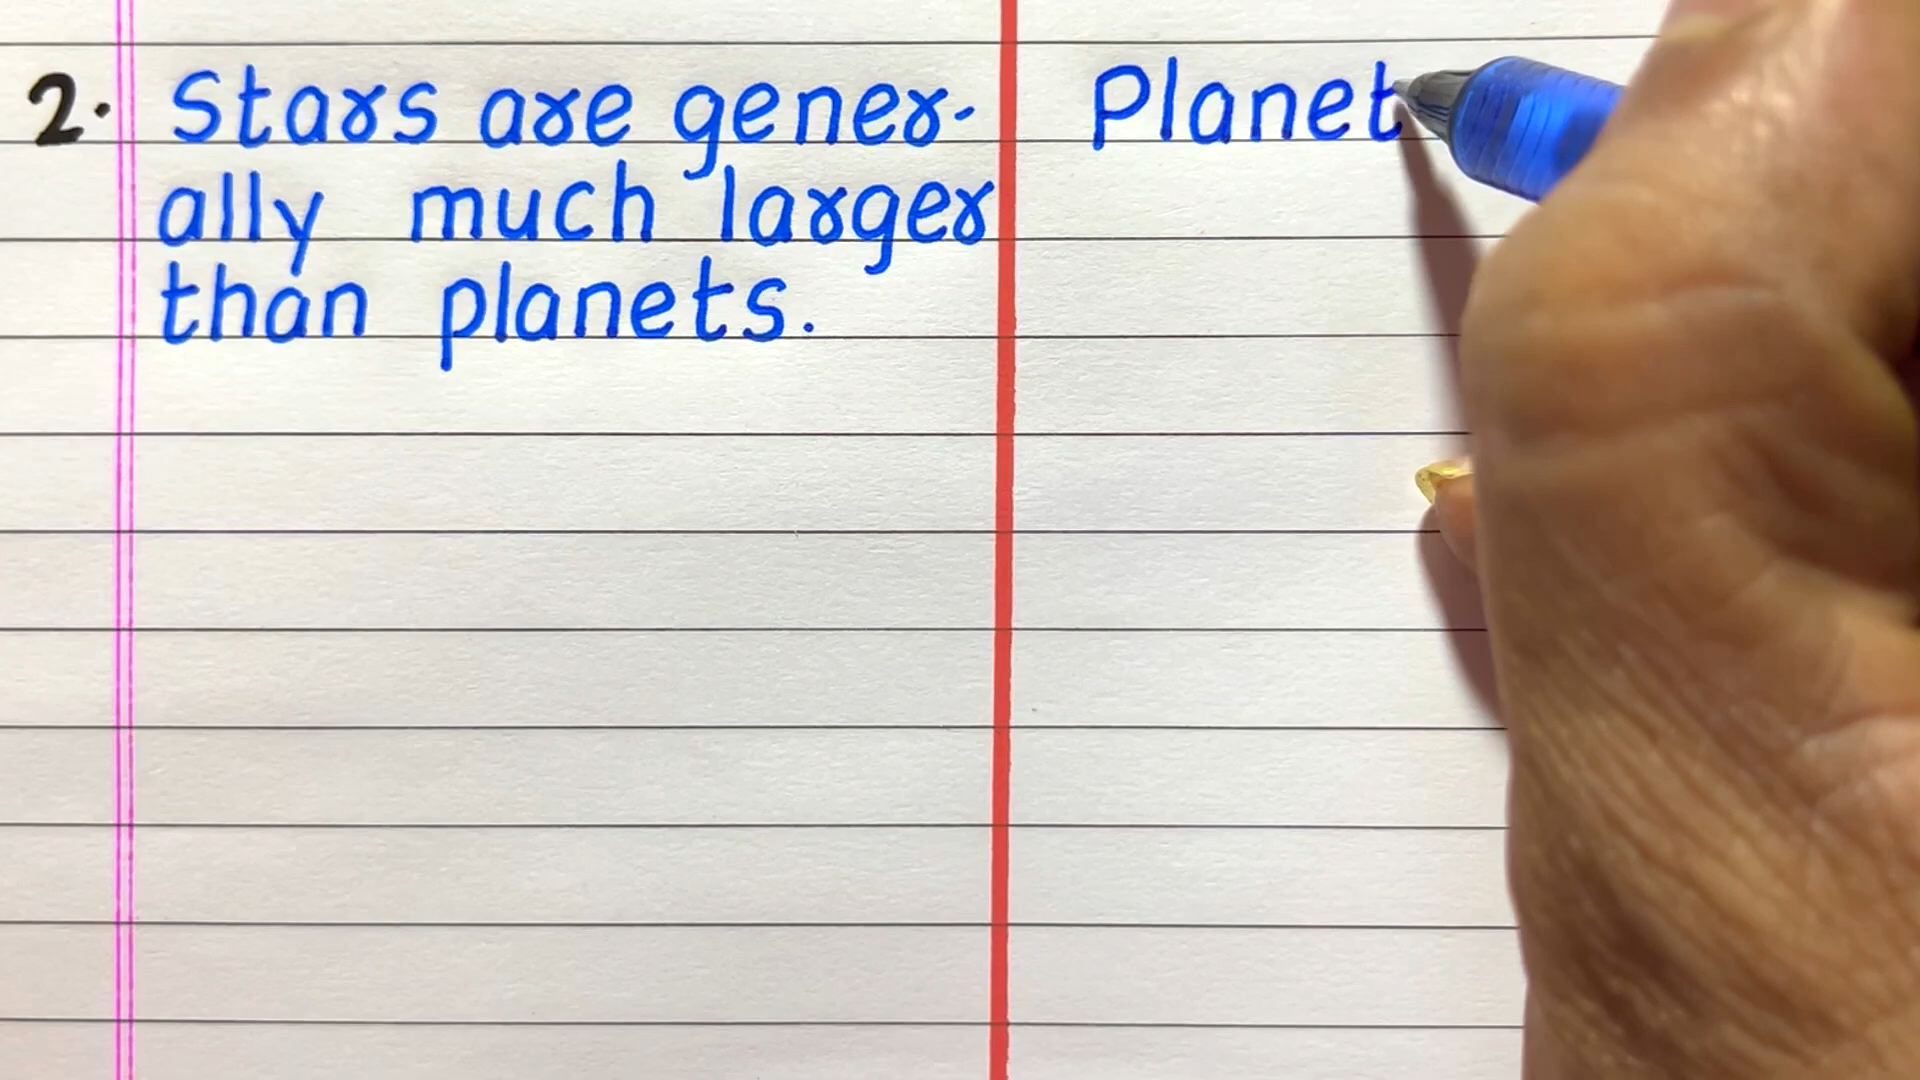 2. Stars are gener-
ally much larger
than planets.
Planet